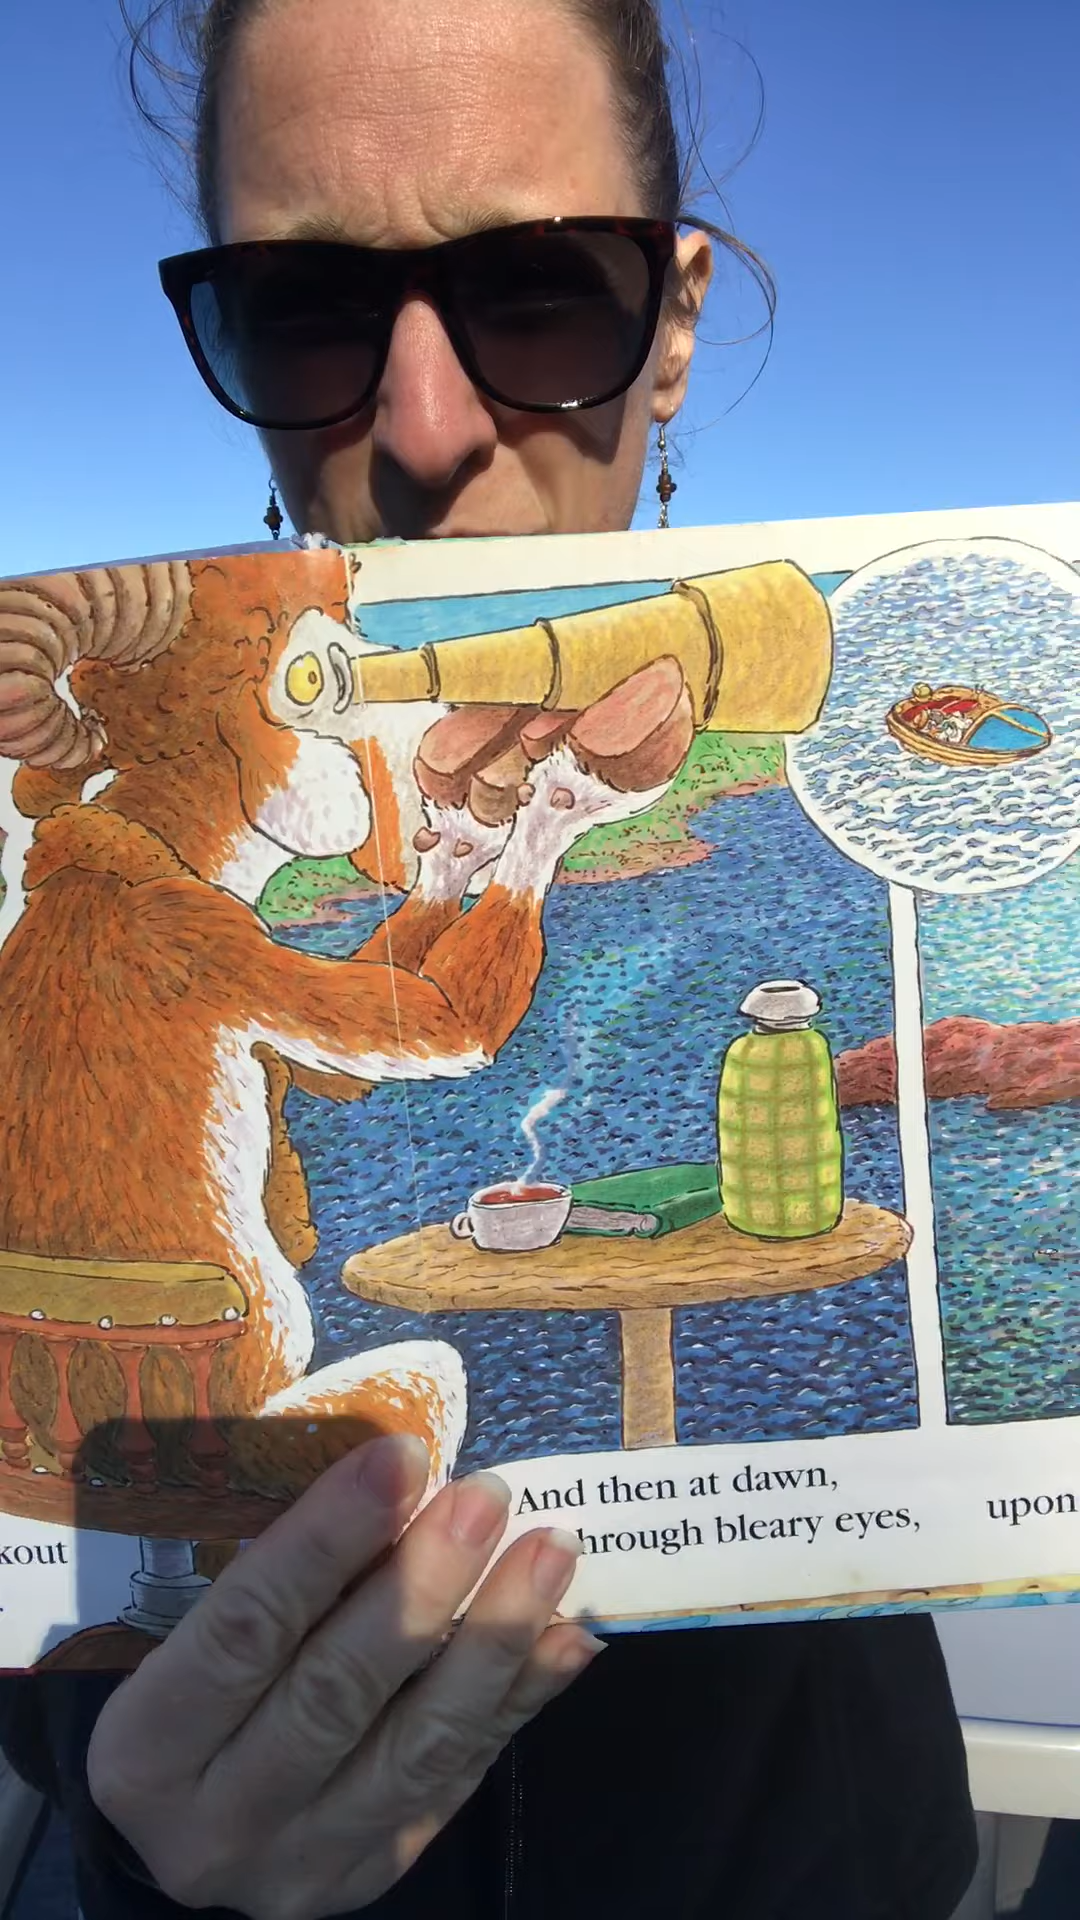 And then at dawn,
hrough bleary eyes,
upon
kout